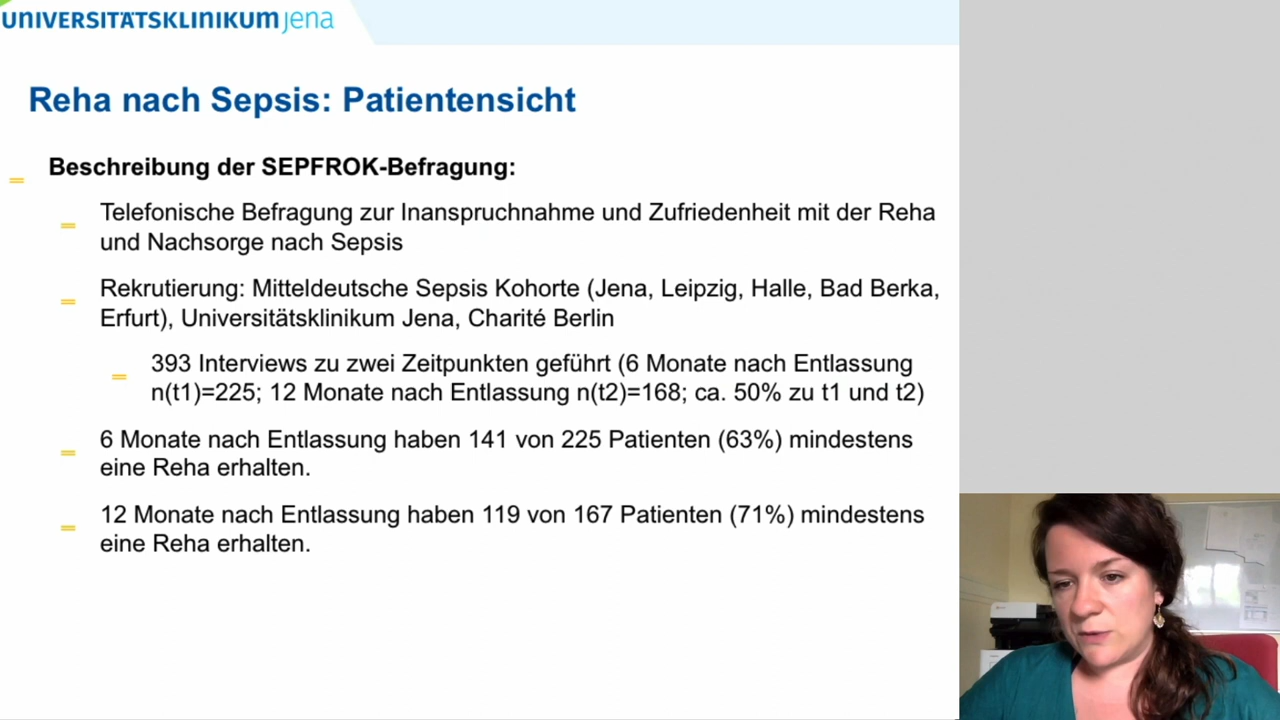 UNIVERSITÄTSKLINIKUM jena
Reha nach Sepsis: Patientensicht
Beschreibung der SEPFROK-Befragung:
Telefonische Befragung zur Inanspruchnahme und Zufriedenheit mit der Reha
und Nachsorge nach Sepsis
Rekrutierung: Mitteldeutsche Sepsis Kohorte (Jena, Leipzig, Halle, Bad Berka,
Erfurt), Universitätsklinikum Jena, Charité Berlin
393 Interviews zu zwei Zeitpunkten geführt (6 Monate nach Entlassung
n(t1)=225; 12 Monate nach Entlassung n(t2)=168; ca. 50% zu t1 und t2)
6 Monate nach Entlassung haben 141 von 225 Patienten (63%) mindestens
eine Reha erhalten.
12 Monate nach Entlassung haben 119 von 167 Patienten (71%) mindestens
eine Reha erhalten.